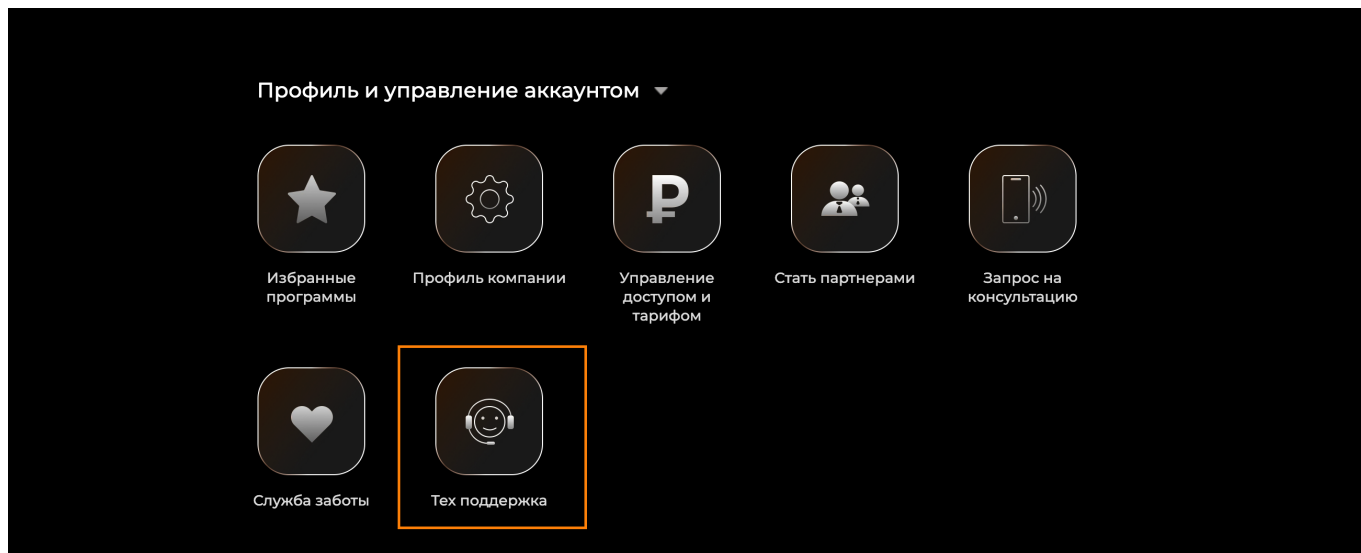 Профиль и управление аккаунтом
Избранные
программы
Профиль компании
Управление
доступом и
тарифом
Стать партнерами
Запрос на
консультацию
Служба заботы
Тех поддержка